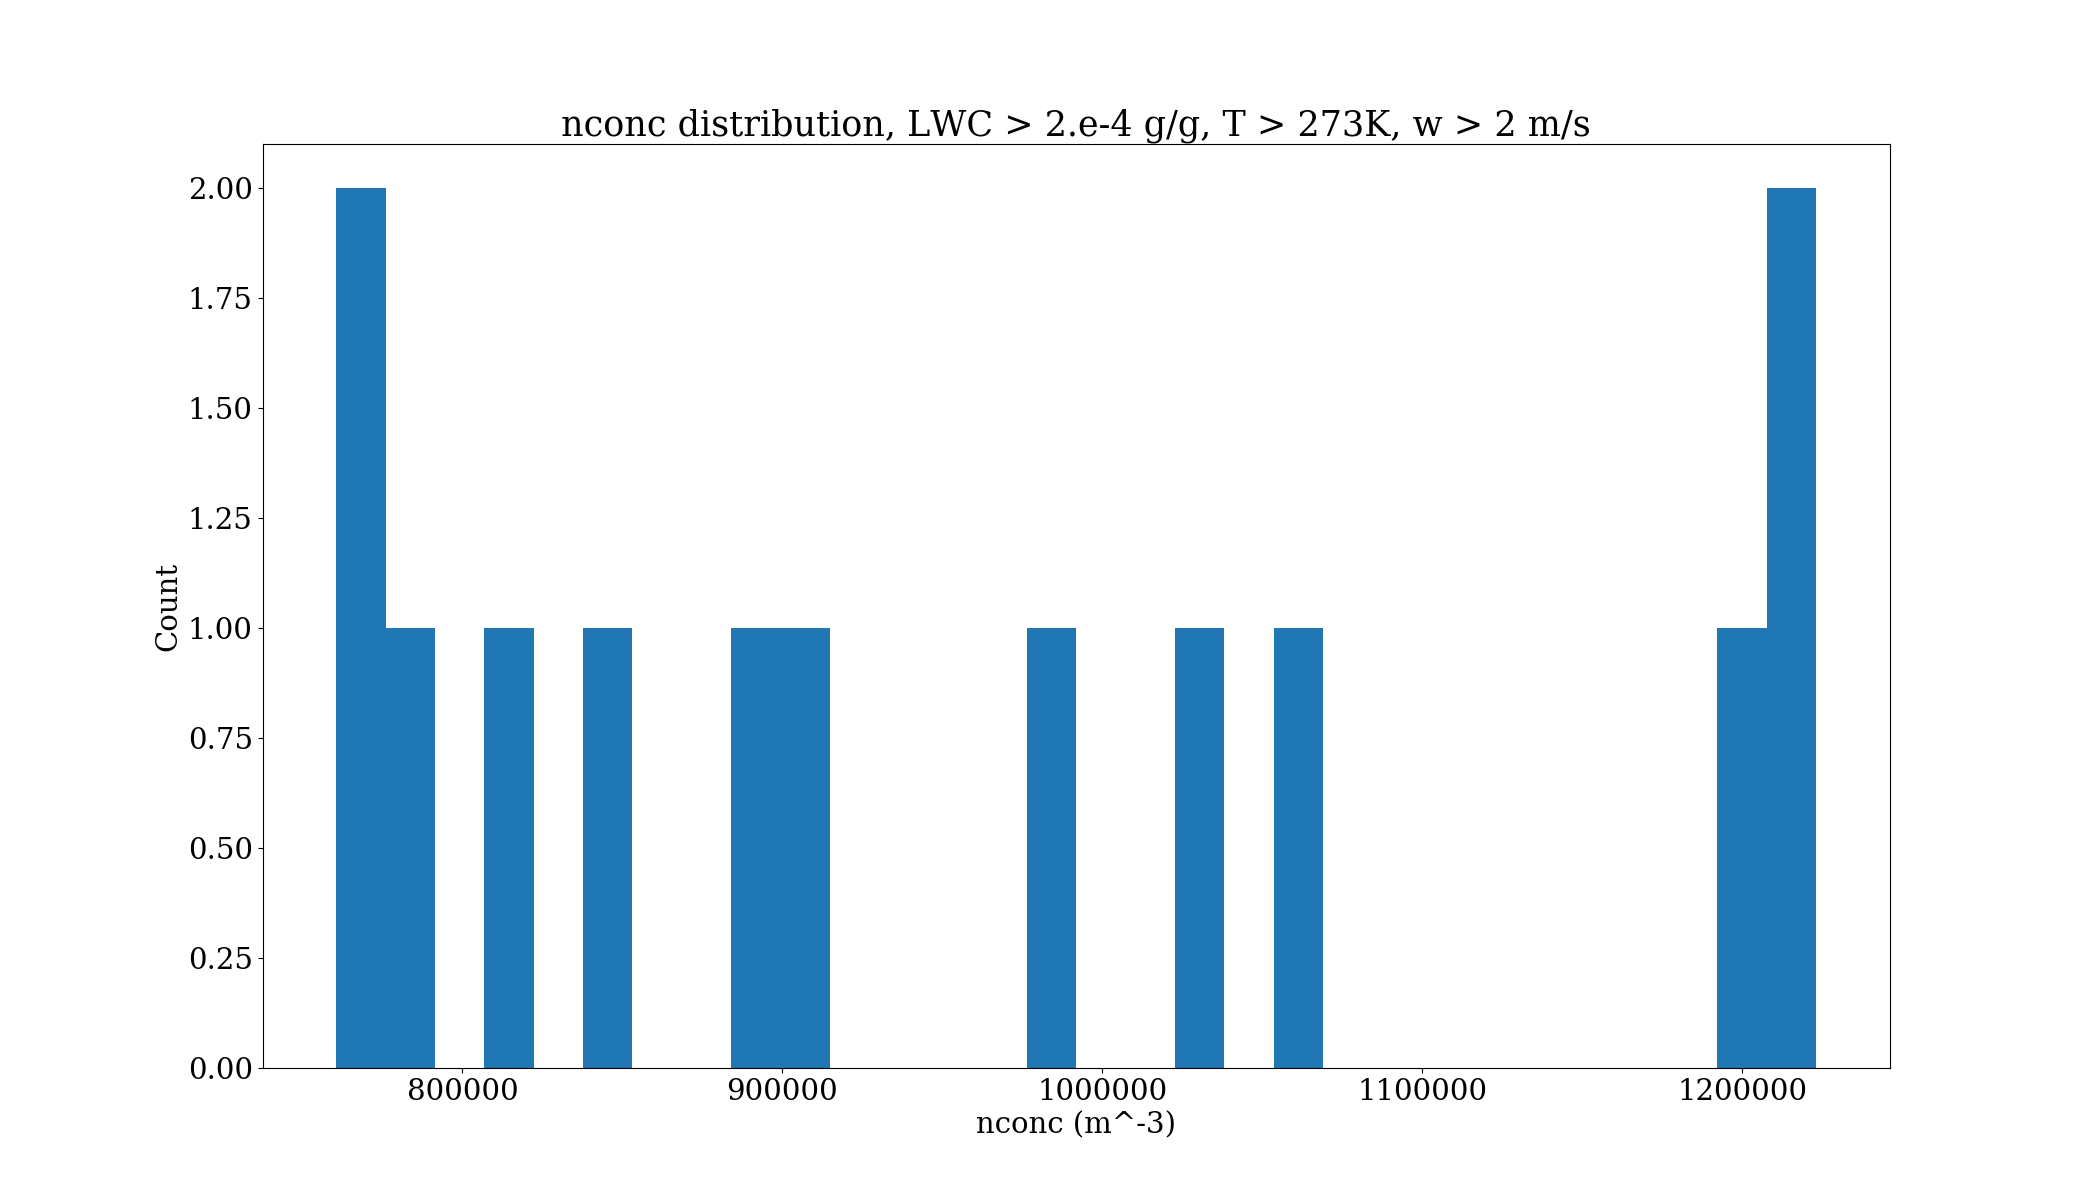 nconc distribution, LWC > 2.e-4 g/g, T > 273K, w > 2 m/s
2.00
1.75
1.50
1.25
1.00
0.75
0.50
0.25
0.00
Count
800000 900000 1000000 1100000 1200000
nconc (m^-3)